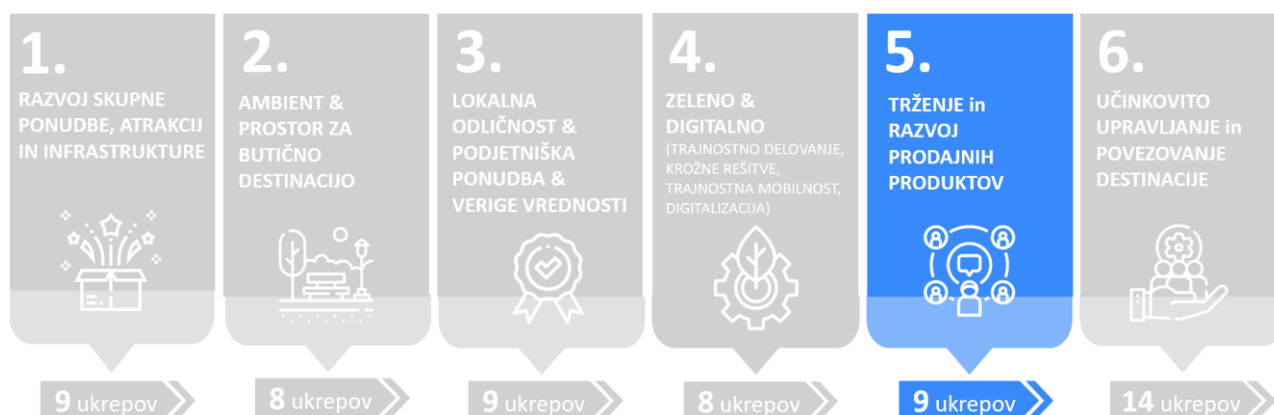 1.
RAZVOJ SKUPNE
PONUDBE, ATRAKCIJ
IN INFRASTRUKTURE
9 ukrepov
2.
AMBIENT &
PROSTOR ZA
BUTIČNO
DESTINACIJO
8 ukrepov
3.
LOKALNA
ODLIČNOST &
PODJETNIŠKA
PONUDBA &
VERIGE VREDNOSTI
9 ukrepov
4.
ZELENO &
DIGITALNO
(TRAJNOSTNO DELOVANJE,
KROŽNE REŠITVE,
TRAJNOSTNA MOBILNOST,
DIGITALIZACIJA)
8 ukrepov
5.
TRŽENJE in
RAZVOJ
PRODAJNIH
PRODUKTOV
9 ukrepov
6.
UČINKOVITO
UPRAVLJANJE in
POVEZOVANJE
DESTINACIJE
14 ukrepov